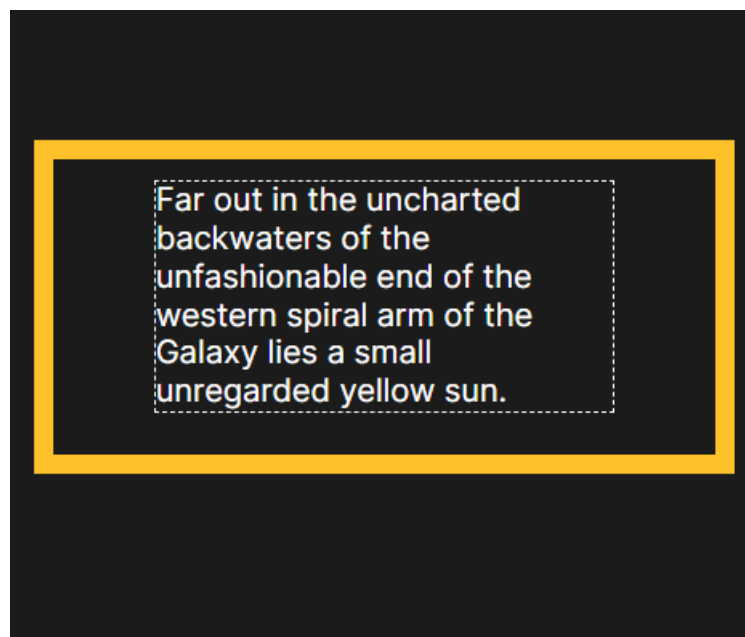 Far out in the uncharted
backwaters of the
unfashionable end of the
western spiral arm of the
Galaxy lies a small
unregarded yellow sun.